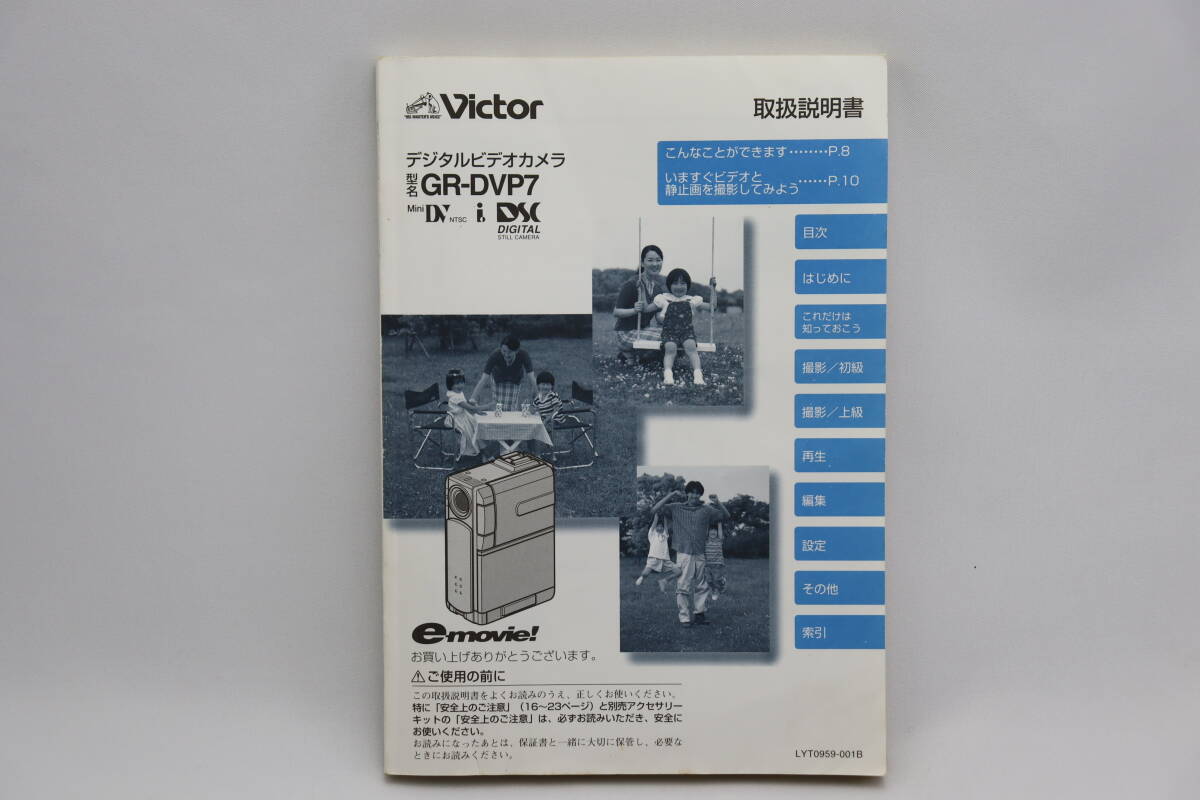 "HIS MASTER'S VOICE"
Victor
取扱説明書
デジタルビデオカメラ
型名 GR-DVP7
Mini DV NTSC i DSC
DIGITAL
STILL CAMERA
こんなことができます‥‥‥‥P.8
いますぐビデオと
静止画を撮影してみよう‥‥‥P.10
目次
はじめに
これだけは
知っておこう
撮影／初級
撮影／上級
再生
編集
設定
その他
索引
e-movie!
お買い上げありがとうございます。
⚠ご使用の前に
この取扱説明書をよくお読みのうえ、正しくお使いください。
特に「安全上のご注意」（16〜23ページ）と別売アクセサリー
キットの「安全上のご注意」は、必ずお読みいただき、安全に
お使いください。
お読みになったあとは、保証書と一緒に大切に保管し、必要な
ときにお読みください。
LYT0959-001B